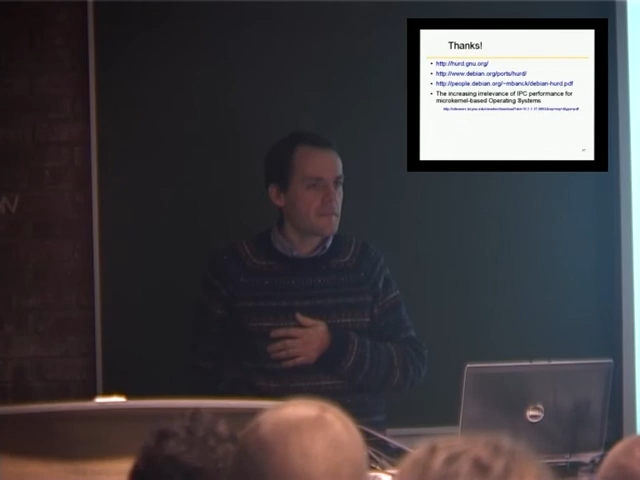 Thanks!
http://hurd.gnu.org/
http://www.debian.org/ports/hurd/
http://people.debian.org/~mbanck/debian-hurd.pdf
The increasing irrelevance of IPC performance for
microkernel-based Operating Systems
DELL